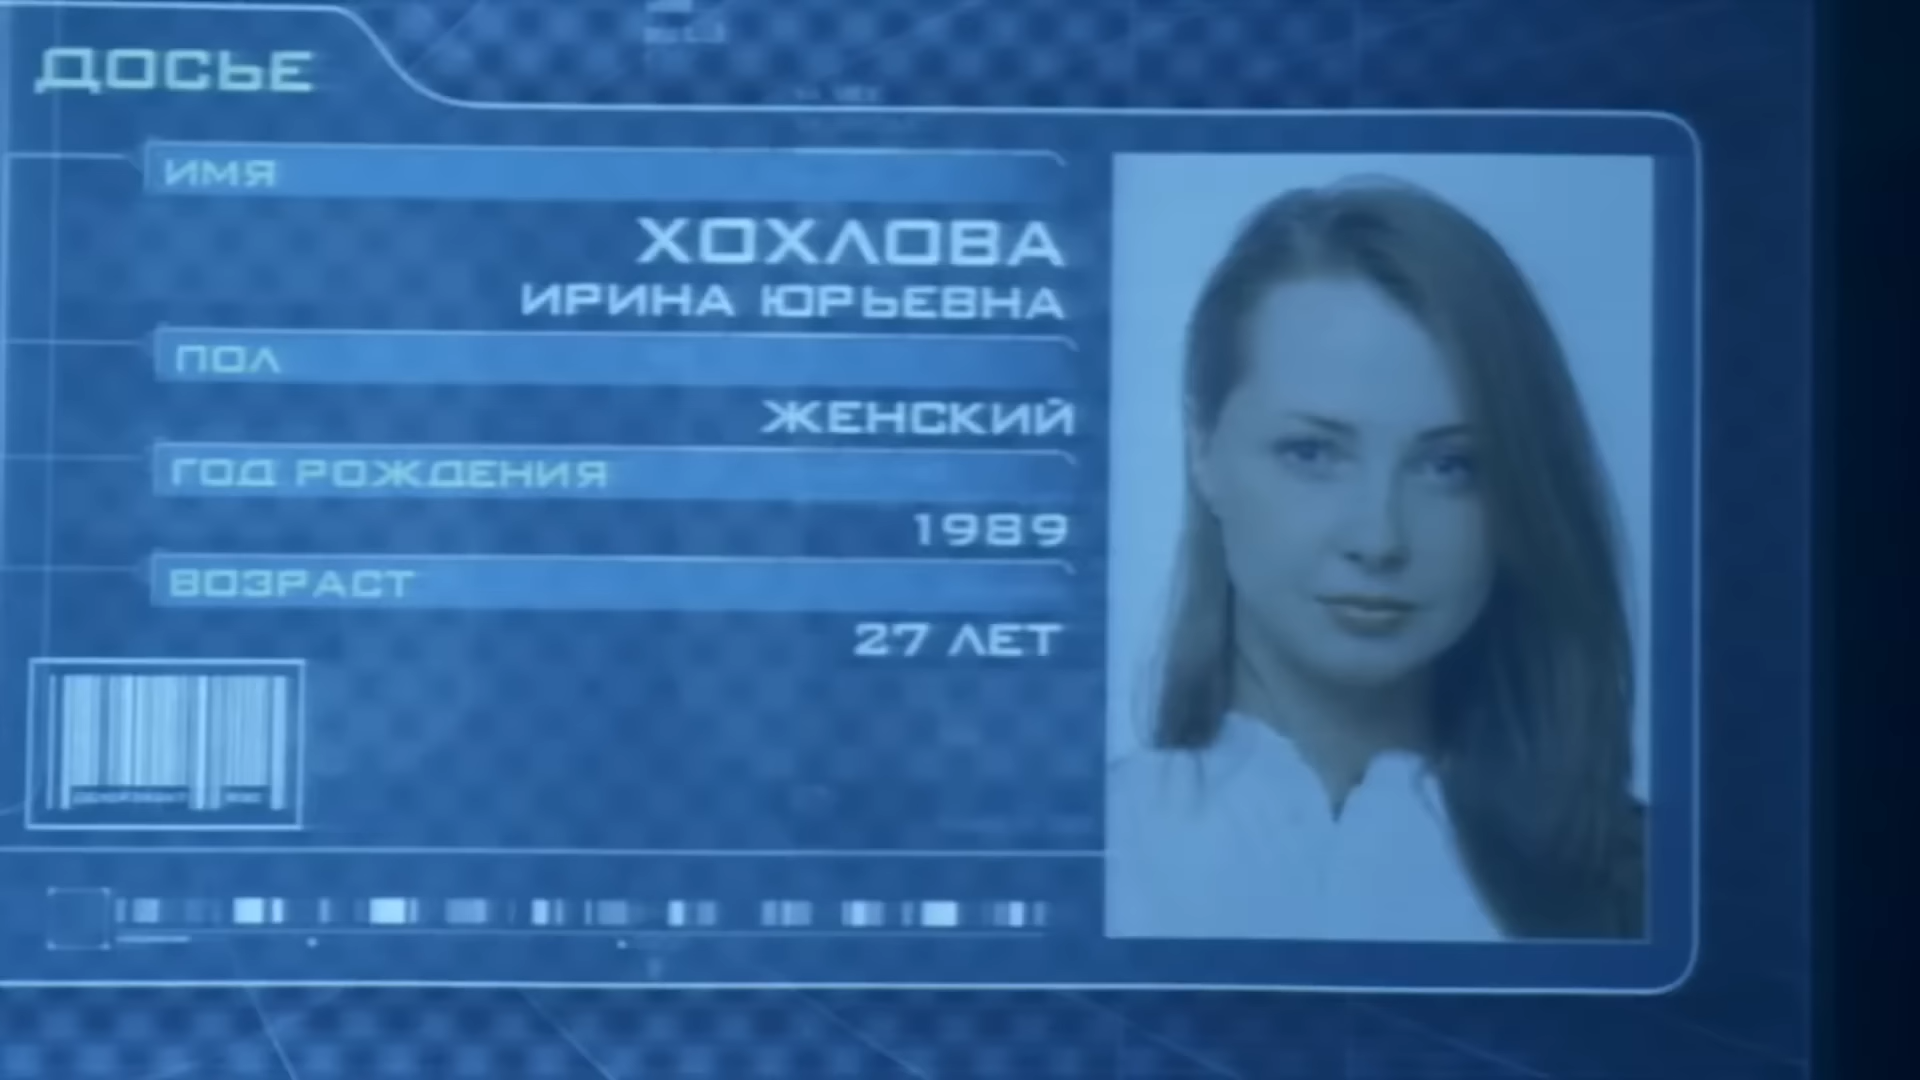 ДОСЬЕ
ИМЯ
ХОХЛОВА
ИРИНА ЮРЬЕВНА
ПОЛ
ЖЕНСКИЙ
ГОД РОЖДЕНИЯ
1989
ВОЗРАСТ
27 ЛЕТ